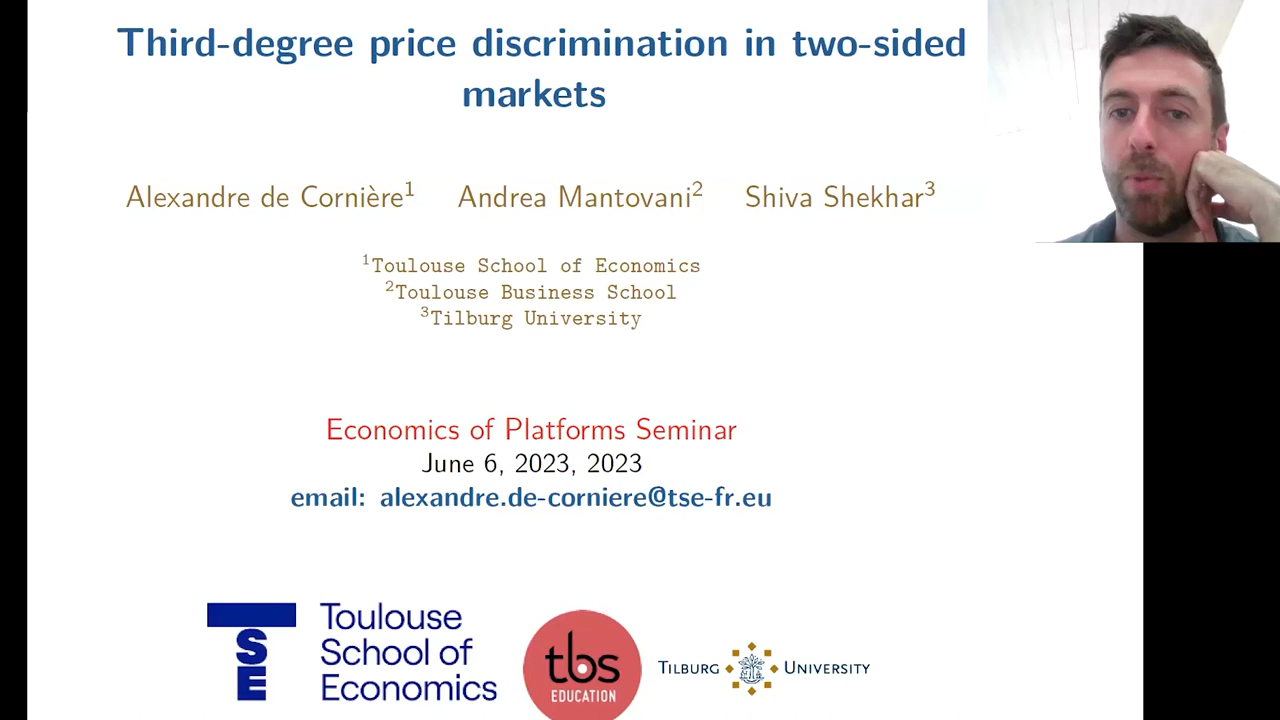 Third-degree price discrimination in two-sided
markets
Alexandre de Cornière¹ Andrea Mantovani² Shiva Shekhar³
¹Toulouse School of Economics
²Toulouse Business School
³Tilburg University
Economics of Platforms Seminar
June 6, 2023, 2023
email: alexandre.de-corniere@tse-fr.eu
TSE
Toulouse
School of
Economics
tbs
EDUCATION
TILBURG UNIVERSITY